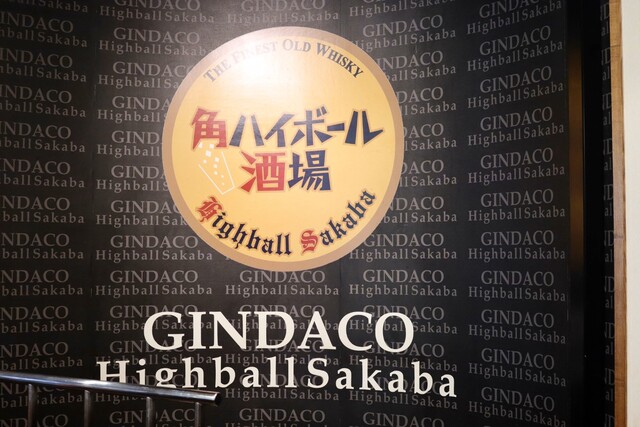 THE FINEST OLD WHISKY
角ハイボール
酒場
Highball Sakaba
GINDACO
HighballSakaba